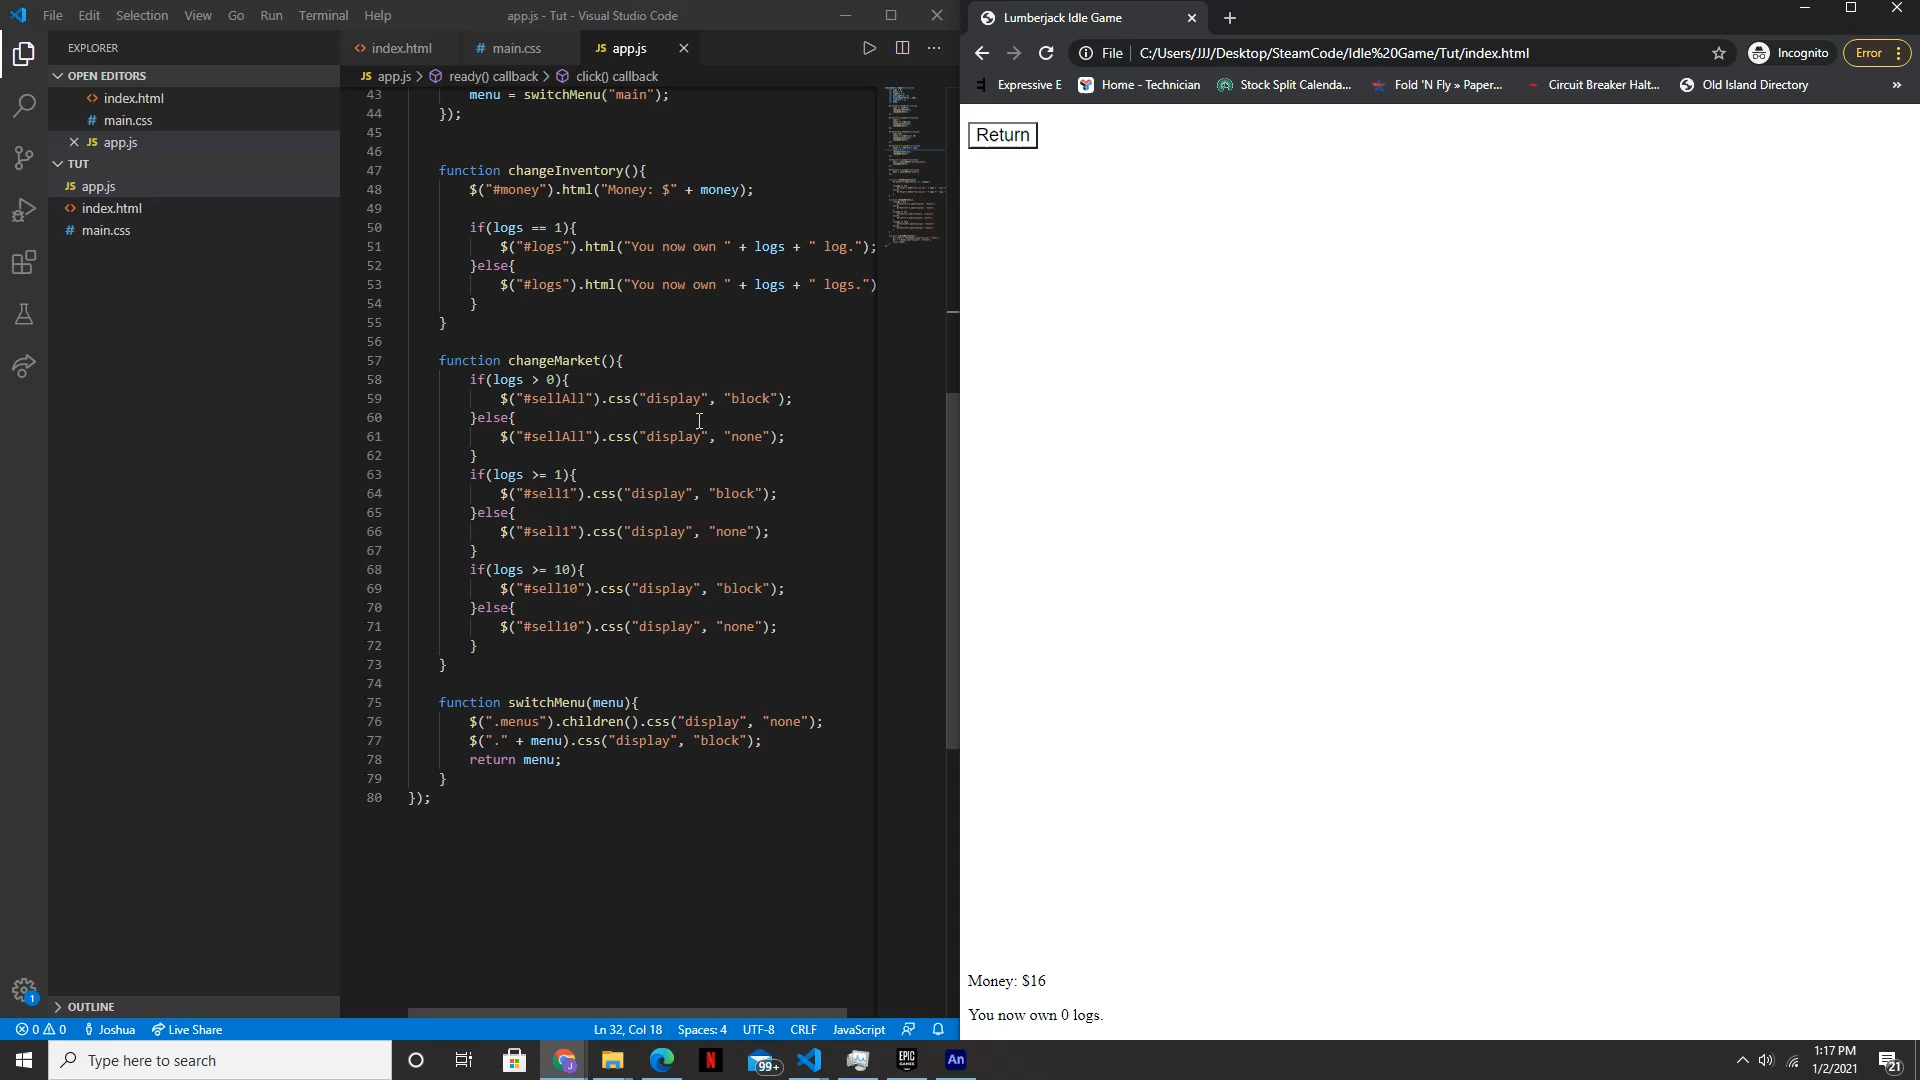 File Edit Selection View Go Run Terminal Help
app.js - Tut - Visual Studio Code
EXPLORER
OPEN EDITORS
index.html
main.css
JS app.js
TUT
JS app.js
index.html
main.css
OUTLINE
index.html
main.css
JS app.js
JS app.js > ready() callback > click() callback
43 menu = switchMenu("main");
44 });
45
46
47 function changeInventory(){
48 $("#money").html("Money: $" + money);
49
50 if(logs == 1){
51 $("#logs").html("You now own " + logs + " log.");
52 }else{
53 $("#logs").html("You now own " + logs + " logs.")
54 }
55 }
56
57 function changeMarket(){
58 if(logs > 0){
59 $("#sellAll").css("display", "block");
60 }else{
61 $("#sellAll").css("display", "none");
62 }
63 if(logs >= 1){
64 $("#sell1").css("display", "block");
65 }else{
66 $("#sell1").css("display", "none");
67 }
68 if(logs >= 10){
69 $("#sell10").css("display", "block");
70 }else{
71 $("#sell10").css("display", "none");
72 }
73 }
74
75 function switchMenu(menu){
76 $(".menus").children().css("display", "none");
77 $("." + menu).css("display", "block");
78 return menu;
79 }
80 });
1
0 0 Joshua Live Share
Ln 32, Col 18 Spaces: 4 UTF-8 CRLF JavaScript
Lumberjack Idle Game
File C:/Users/JJJ/Desktop/SteamCode/Idle%20Game/Tut/index.html
Incognito
Error
Expressive E
Home - Technician
Stock Split Calenda...
Fold 'N Fly » Paper...
Circuit Breaker Halt...
Old Island Directory
»
Return
Money: $16
You now own 0 logs.
Type here to search
99+
EPIC GAMES
An
1:17 PM
1/2/2021
21